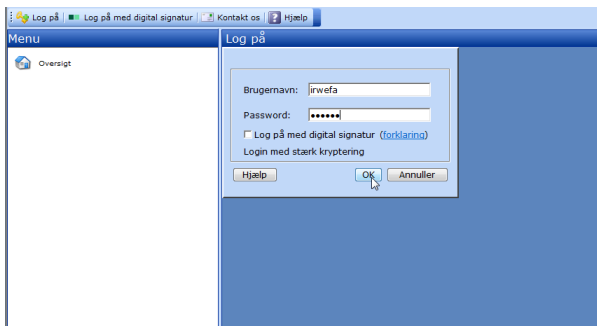 Log på Log på med digital signatur Kontakt os Hjælp
Menu
Log på
Oversigt
Brugernavn: irwefa
Password: ••••••
Log på med digital signatur (forklaring)
Login med stærk kryptering
Hjælp OK Annuller